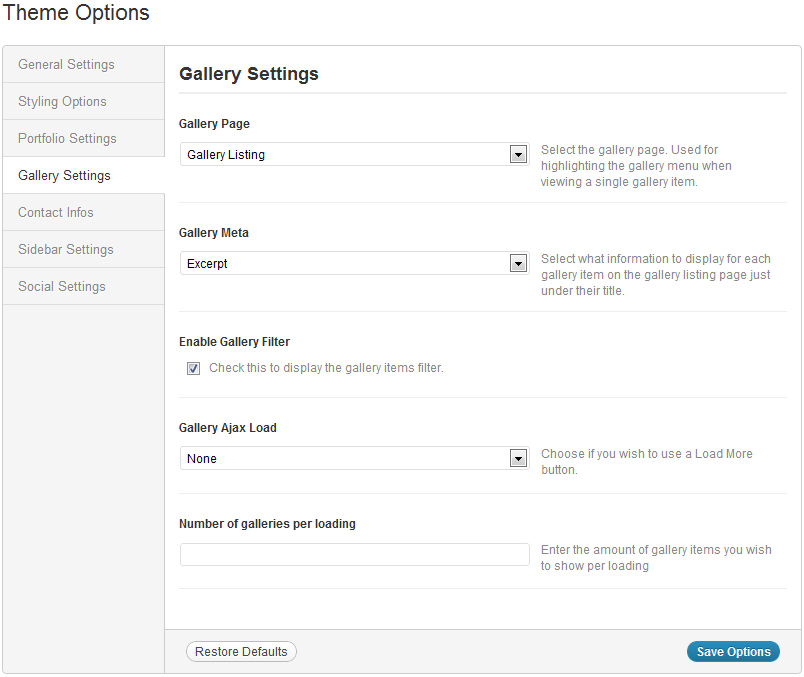 Theme Options
General Settings
Styling Options
Portfolio Settings
Gallery Settings
Contact Infos
Sidebar Settings
Social Settings
Gallery Settings
Gallery Page
Gallery Listing
Select the gallery page. Used for
highlighting the gallery menu when
viewing a single gallery item.
Gallery Meta
Excerpt
Select what information to display for each
gallery item on the gallery listing page just
under their title.
Enable Gallery Filter
Check this to display the gallery items filter.
Gallery Ajax Load
None
Choose if you wish to use a Load More
button.
Number of galleries per loading
Enter the amount of gallery items you wish
to show per loading
Restore Defaults
Save Options